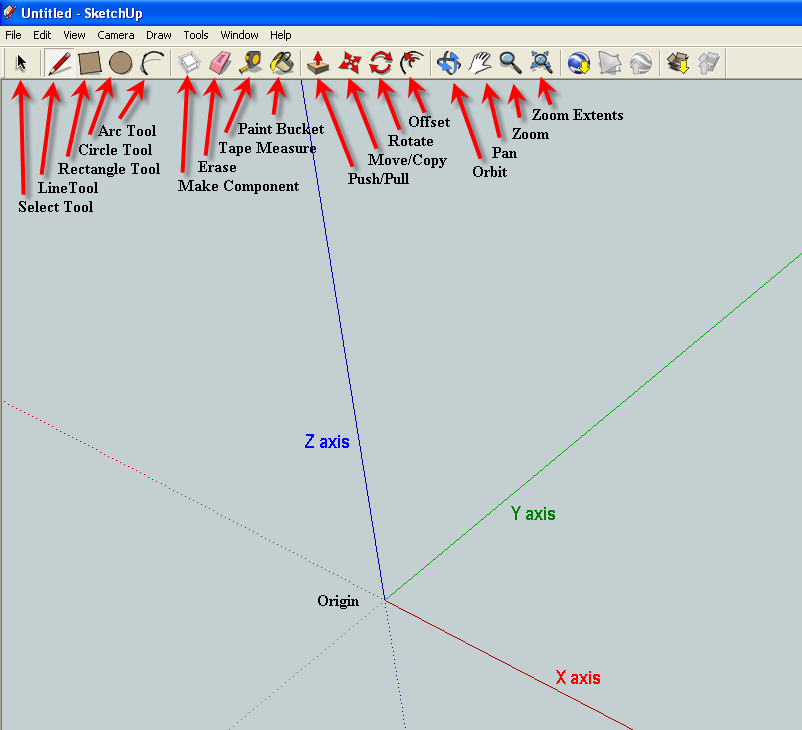 Untitled - SketchUp
File Edit View Camera Draw Tools Window Help
Arc Tool
Circle Tool
Rectangle Tool
LineTool
Select Tool
Paint Bucket
Tape Measure
Erase
Make Component
Offset
Rotate
Move/Copy
Push/Pull
Zoom Extents
Zoom
Pan
Orbit
Z axis
Y axis
Origin
X axis